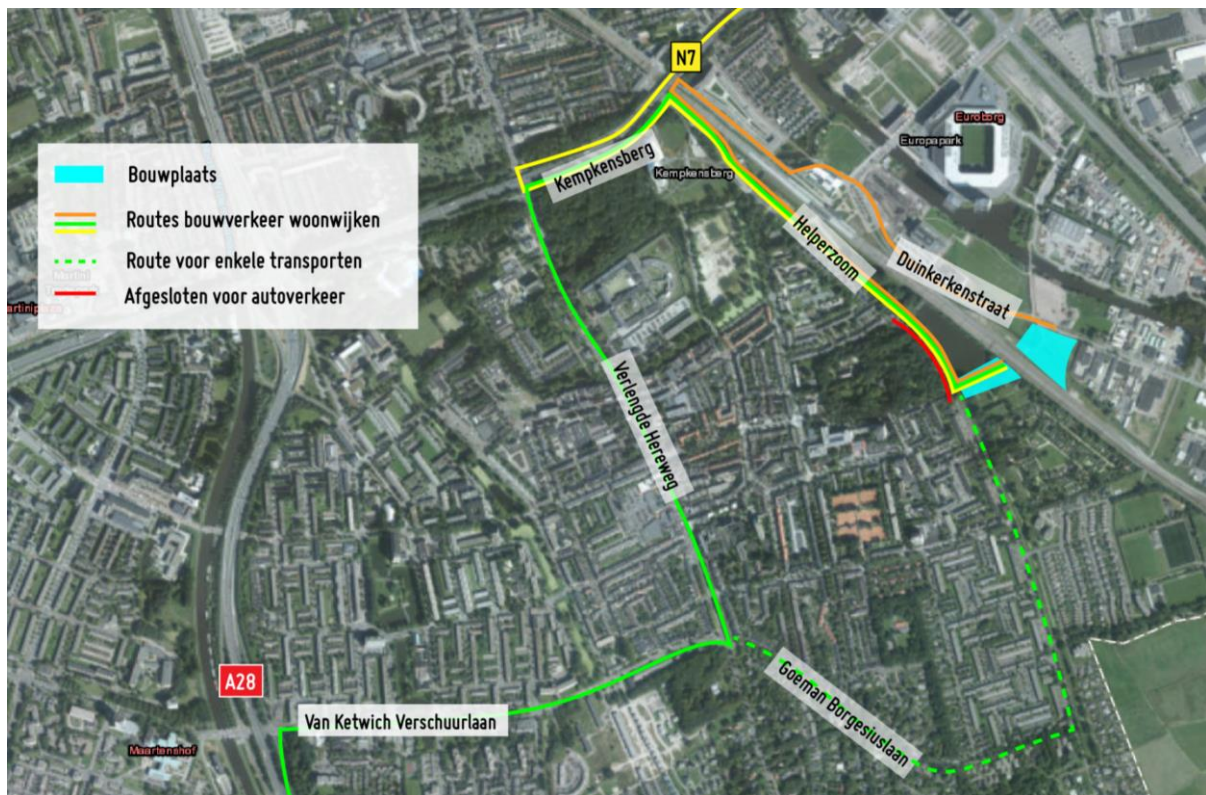 N7
Euroborg
Europapark
Kempkensberg
Kempkensberg
Bouwplaats
Routes bouwverkeer woonwijken
Route voor enkele transporten
Afgesloten voor autoverkeer
Helperzoom
Duinkerkenstraat
Verlengde Hereweg
A28
Van Ketwich Verschuurlaan
Goeman Borgesiuslaan
Maartenshof